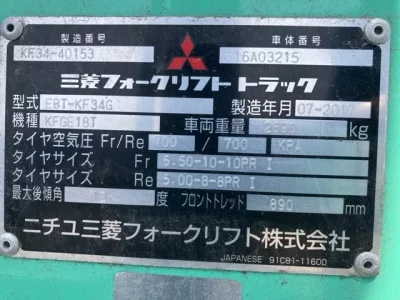 製造番号 車体番号
KF34-40153 16A03215
三菱フォークリフトトラック
型式 EBT-KF34G 製造年月 07-20
機種 KFGE18T 車両重量 kg
タイヤ空気圧 Fr/Re 700 / 700 KPA
タイヤサイズ Fr 6.50-10-10PR I
タイヤサイズ Re 5.00-8-8PR I
最大後傾角 度 フロントトレッド 890 mm
ニチユ三菱フォークリフト株式会社
JAPANESE 91C81-11600